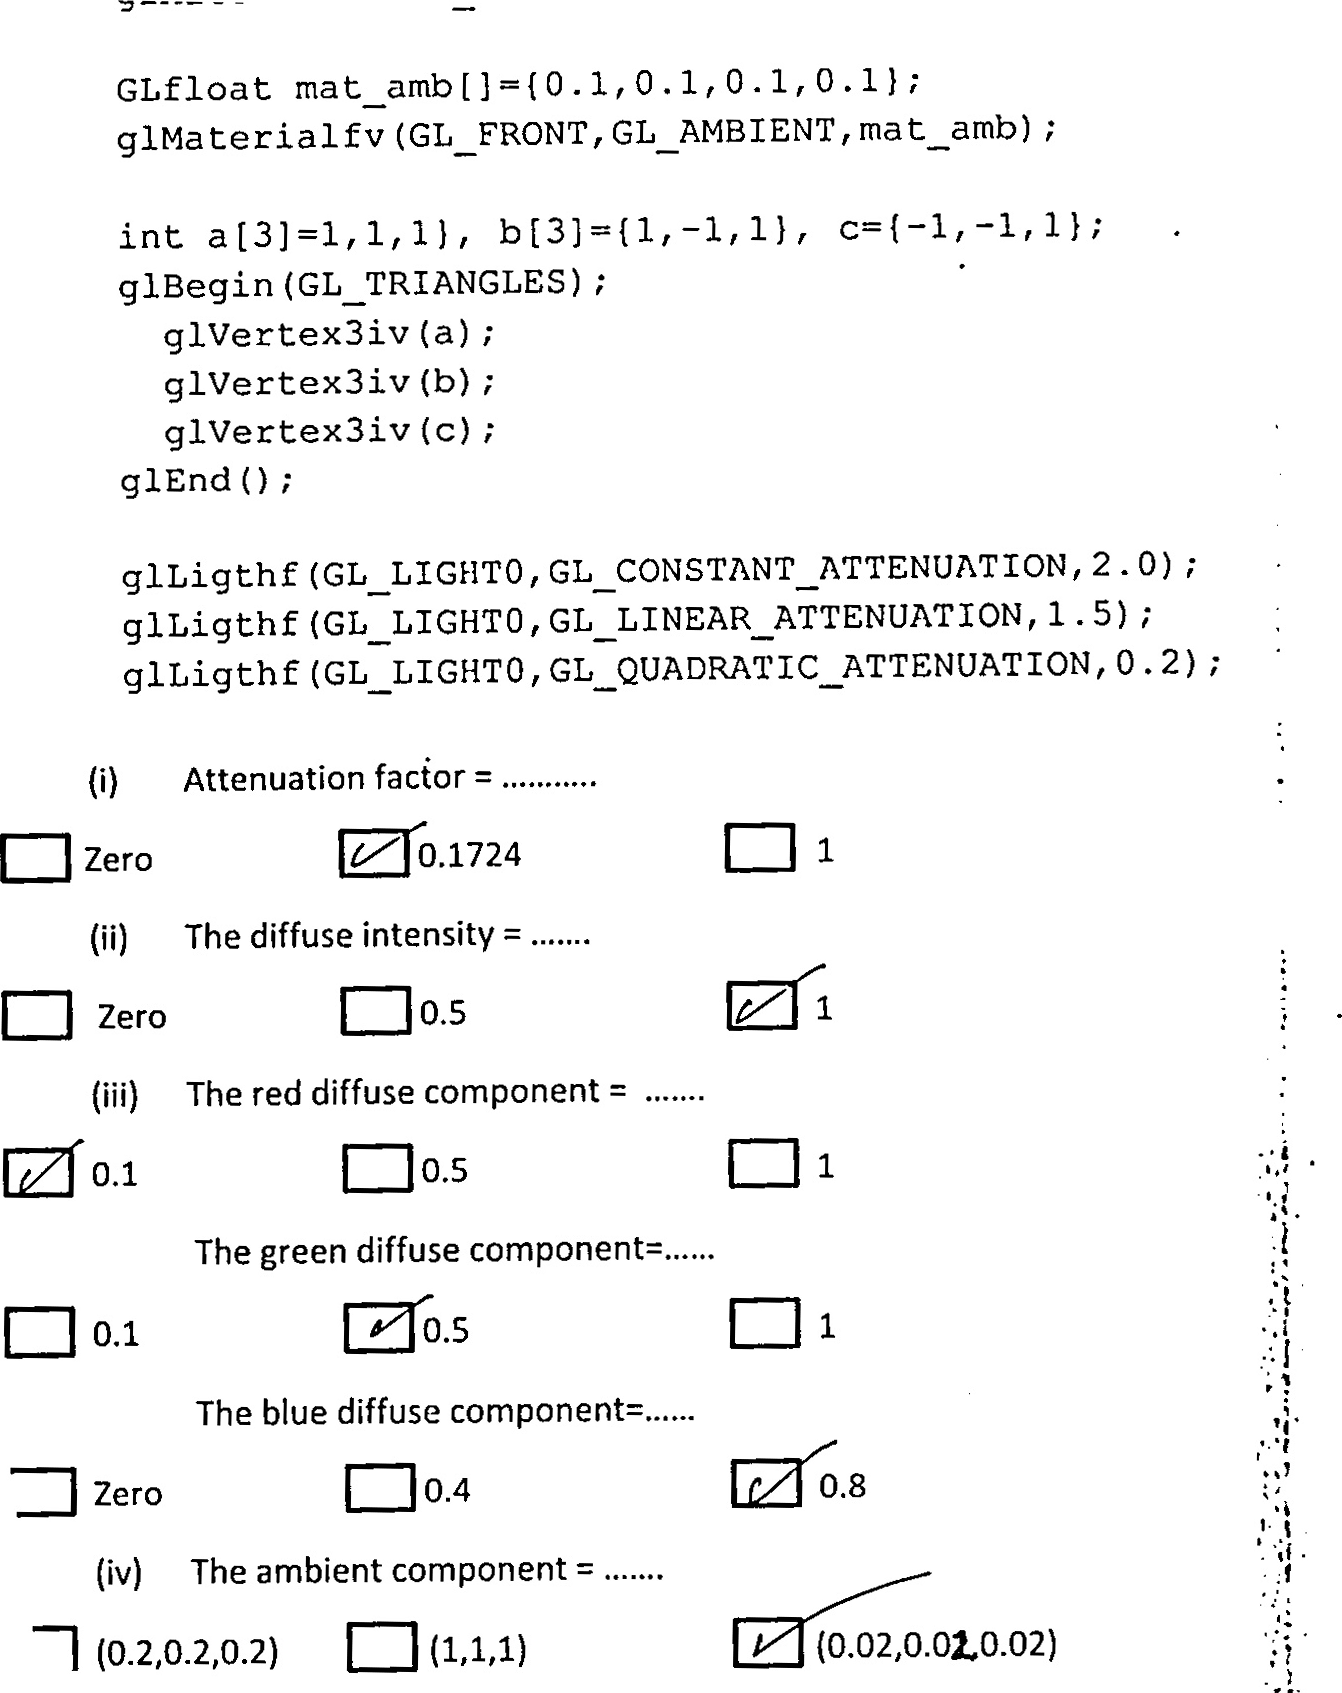 GLfloat mat_amb[]={0.1,0.1,0.1,0.1};
glMaterialfv(GL_FRONT,GL_AMBIENT,mat_amb);
int a[3]=1,1,1}, b[3]={1,-1,1}, c={-1,-1,1};
glBegin(GL_TRIANGLES);
glVertex3iv(a);
glVertex3iv(b);
glVertex3iv(c);
glEnd();
glLigthf(GL_LIGHT0,GL_CONSTANT_ATTENUATION,2.0);
glLigthf(GL_LIGHT0,GL_LINEAR_ATTENUATION,1.5);
glLigthf(GL_LIGHT0,GL_QUADRATIC_ATTENUATION,0.2);
(i) Attenuation factor = ...........
Zero 0.1724 1
(ii) The diffuse intensity = .......
Zero 0.5 1
(iii) The red diffuse component = .......
0.1 0.5 1
The green diffuse component=......
0.1 0.5 1
The blue diffuse component=......
Zero 0.4 0.8
(iv) The ambient component = .......
(0.2,0.2,0.2) (1,1,1) (0.02,0.02,0.02)